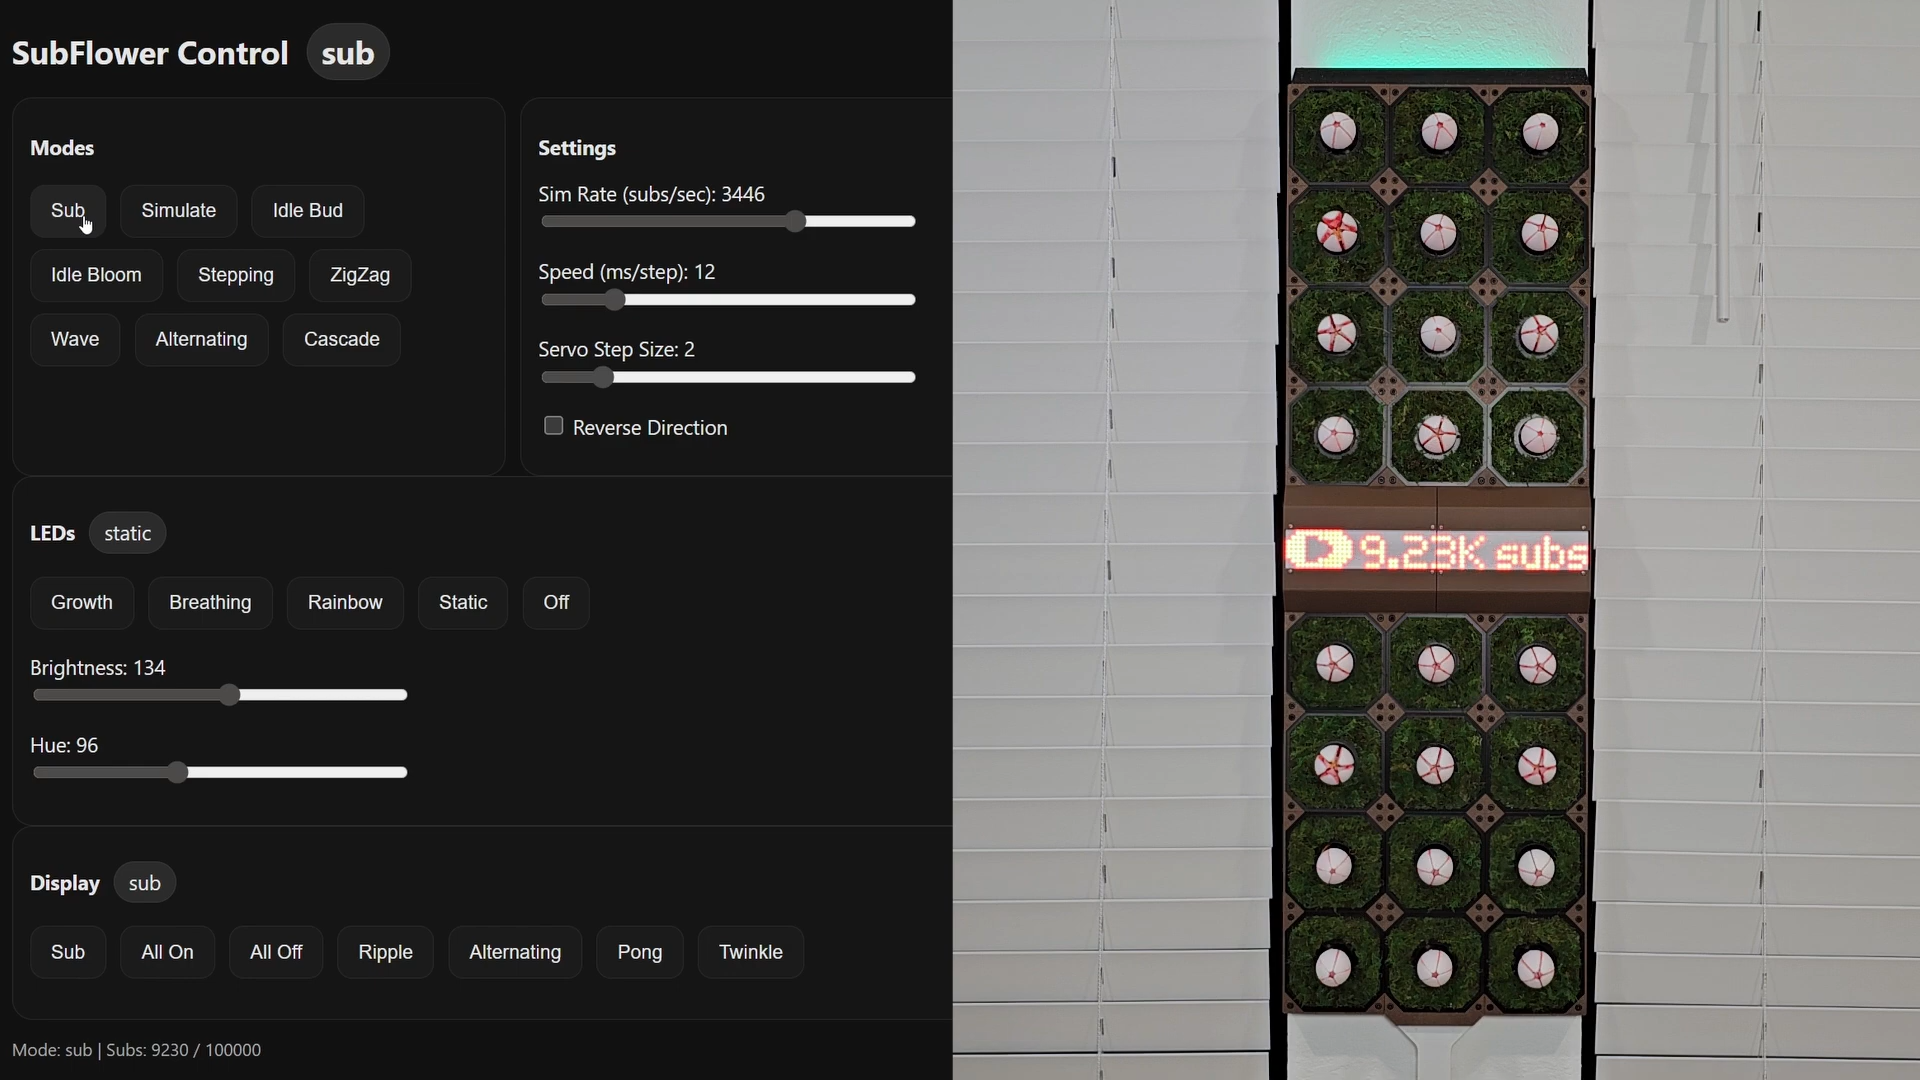 SubFlower Control sub
Modes
Sub Simulate Idle Bud
Idle Bloom Stepping ZigZag
Wave Alternating Cascade
Settings
Sim Rate (subs/sec): 3446
Speed (ms/step): 12
Servo Step Size: 2
Reverse Direction
LEDs static
Growth Breathing Rainbow Static Off
Brightness: 134
Hue: 96
Display sub
Sub All On All Off Ripple Alternating Pong Twinkle
Mode: sub | Subs: 9230 / 100000
9.23K subs